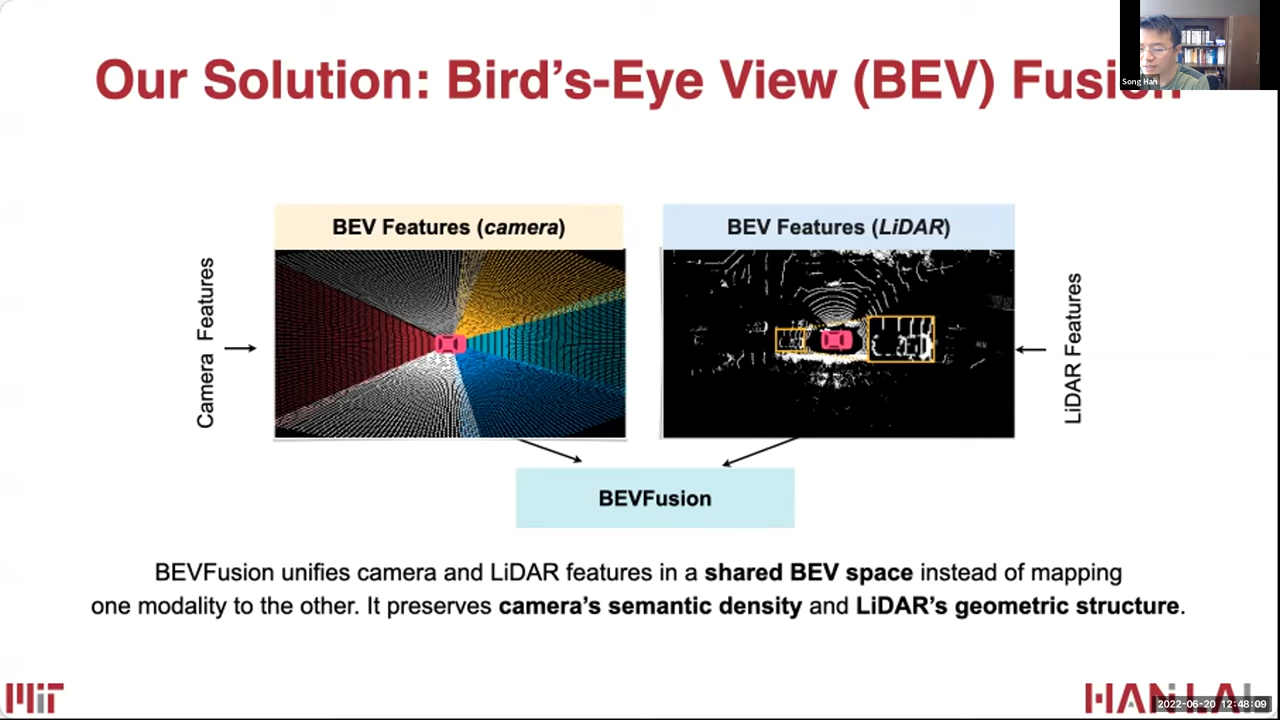 Our Solution: Bird's-Eye View (BEV) Fusion
Song Han
BEV Features (camera)
BEV Features (LiDAR)
Camera Features
LiDAR Features
BEVFusion
BEVFusion unifies camera and LiDAR features in a shared BEV space instead of mapping
one modality to the other. It preserves camera's semantic density and LiDAR's geometric structure.
MIT
HAN LAB
2022-06-20 12:48:09